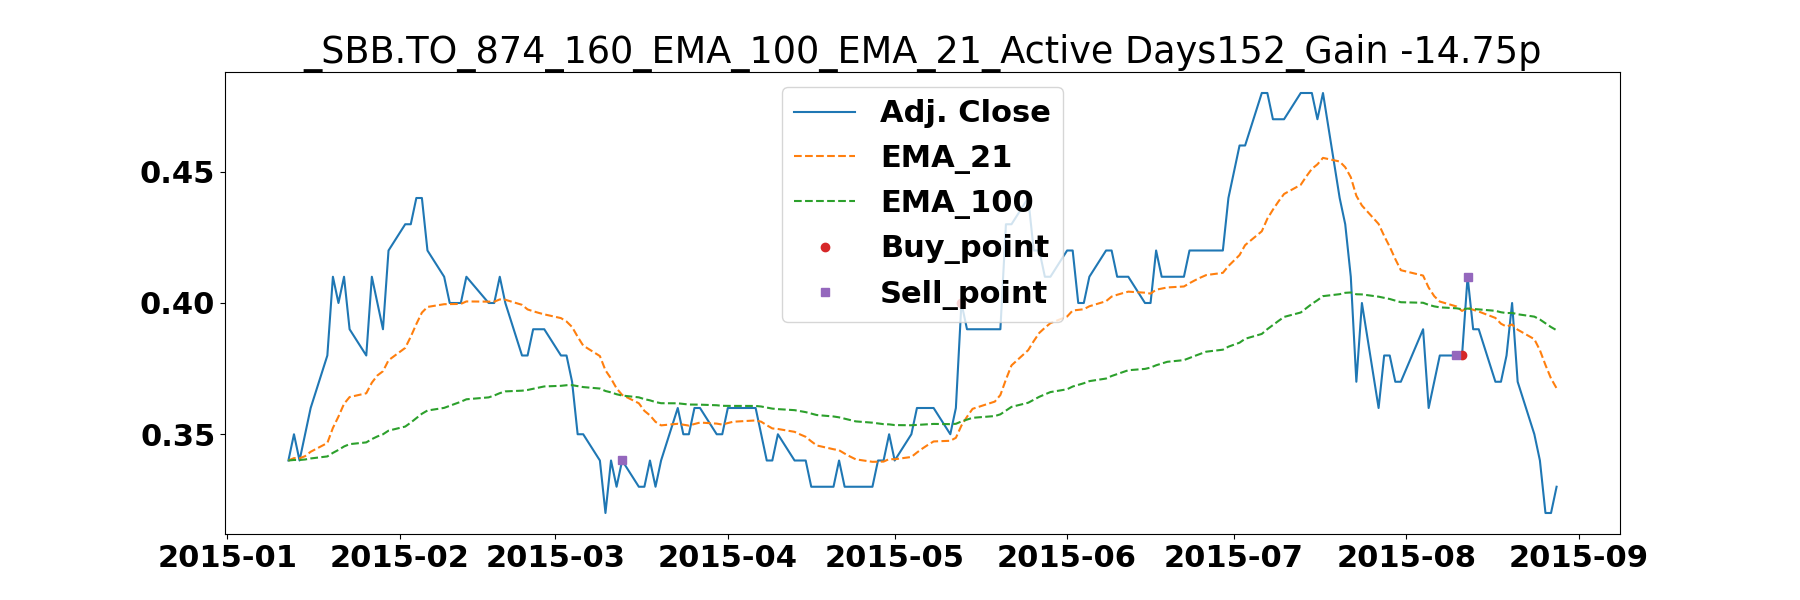 _SBB.TO_874_160_EMA_100_EMA_21_Active Days152_Gain -14.75p
Adj. Close
EMA_21
EMA_100
Buy_point
Sell_point
0.45
0.40
0.35
2015-01 2015-02 2015-03 2015-04 2015-05 2015-06 2015-07 2015-08 2015-09